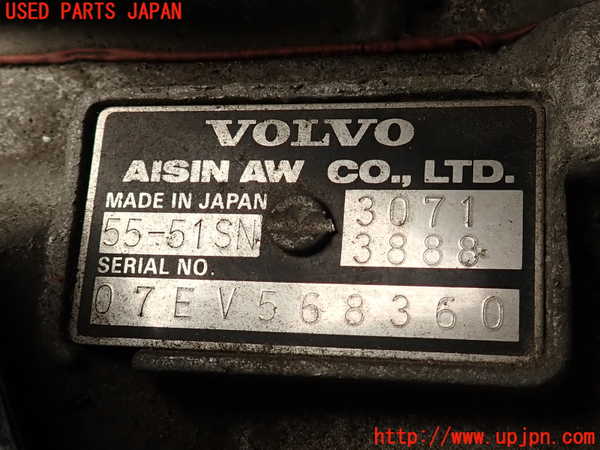 USED PARTS JAPAN
VOLVO
AISIN AW CO., LTD.
MADE IN JAPAN
55-51SN
3071
3888
SERIAL NO.
07EV568360
http://www.upjpn.com/